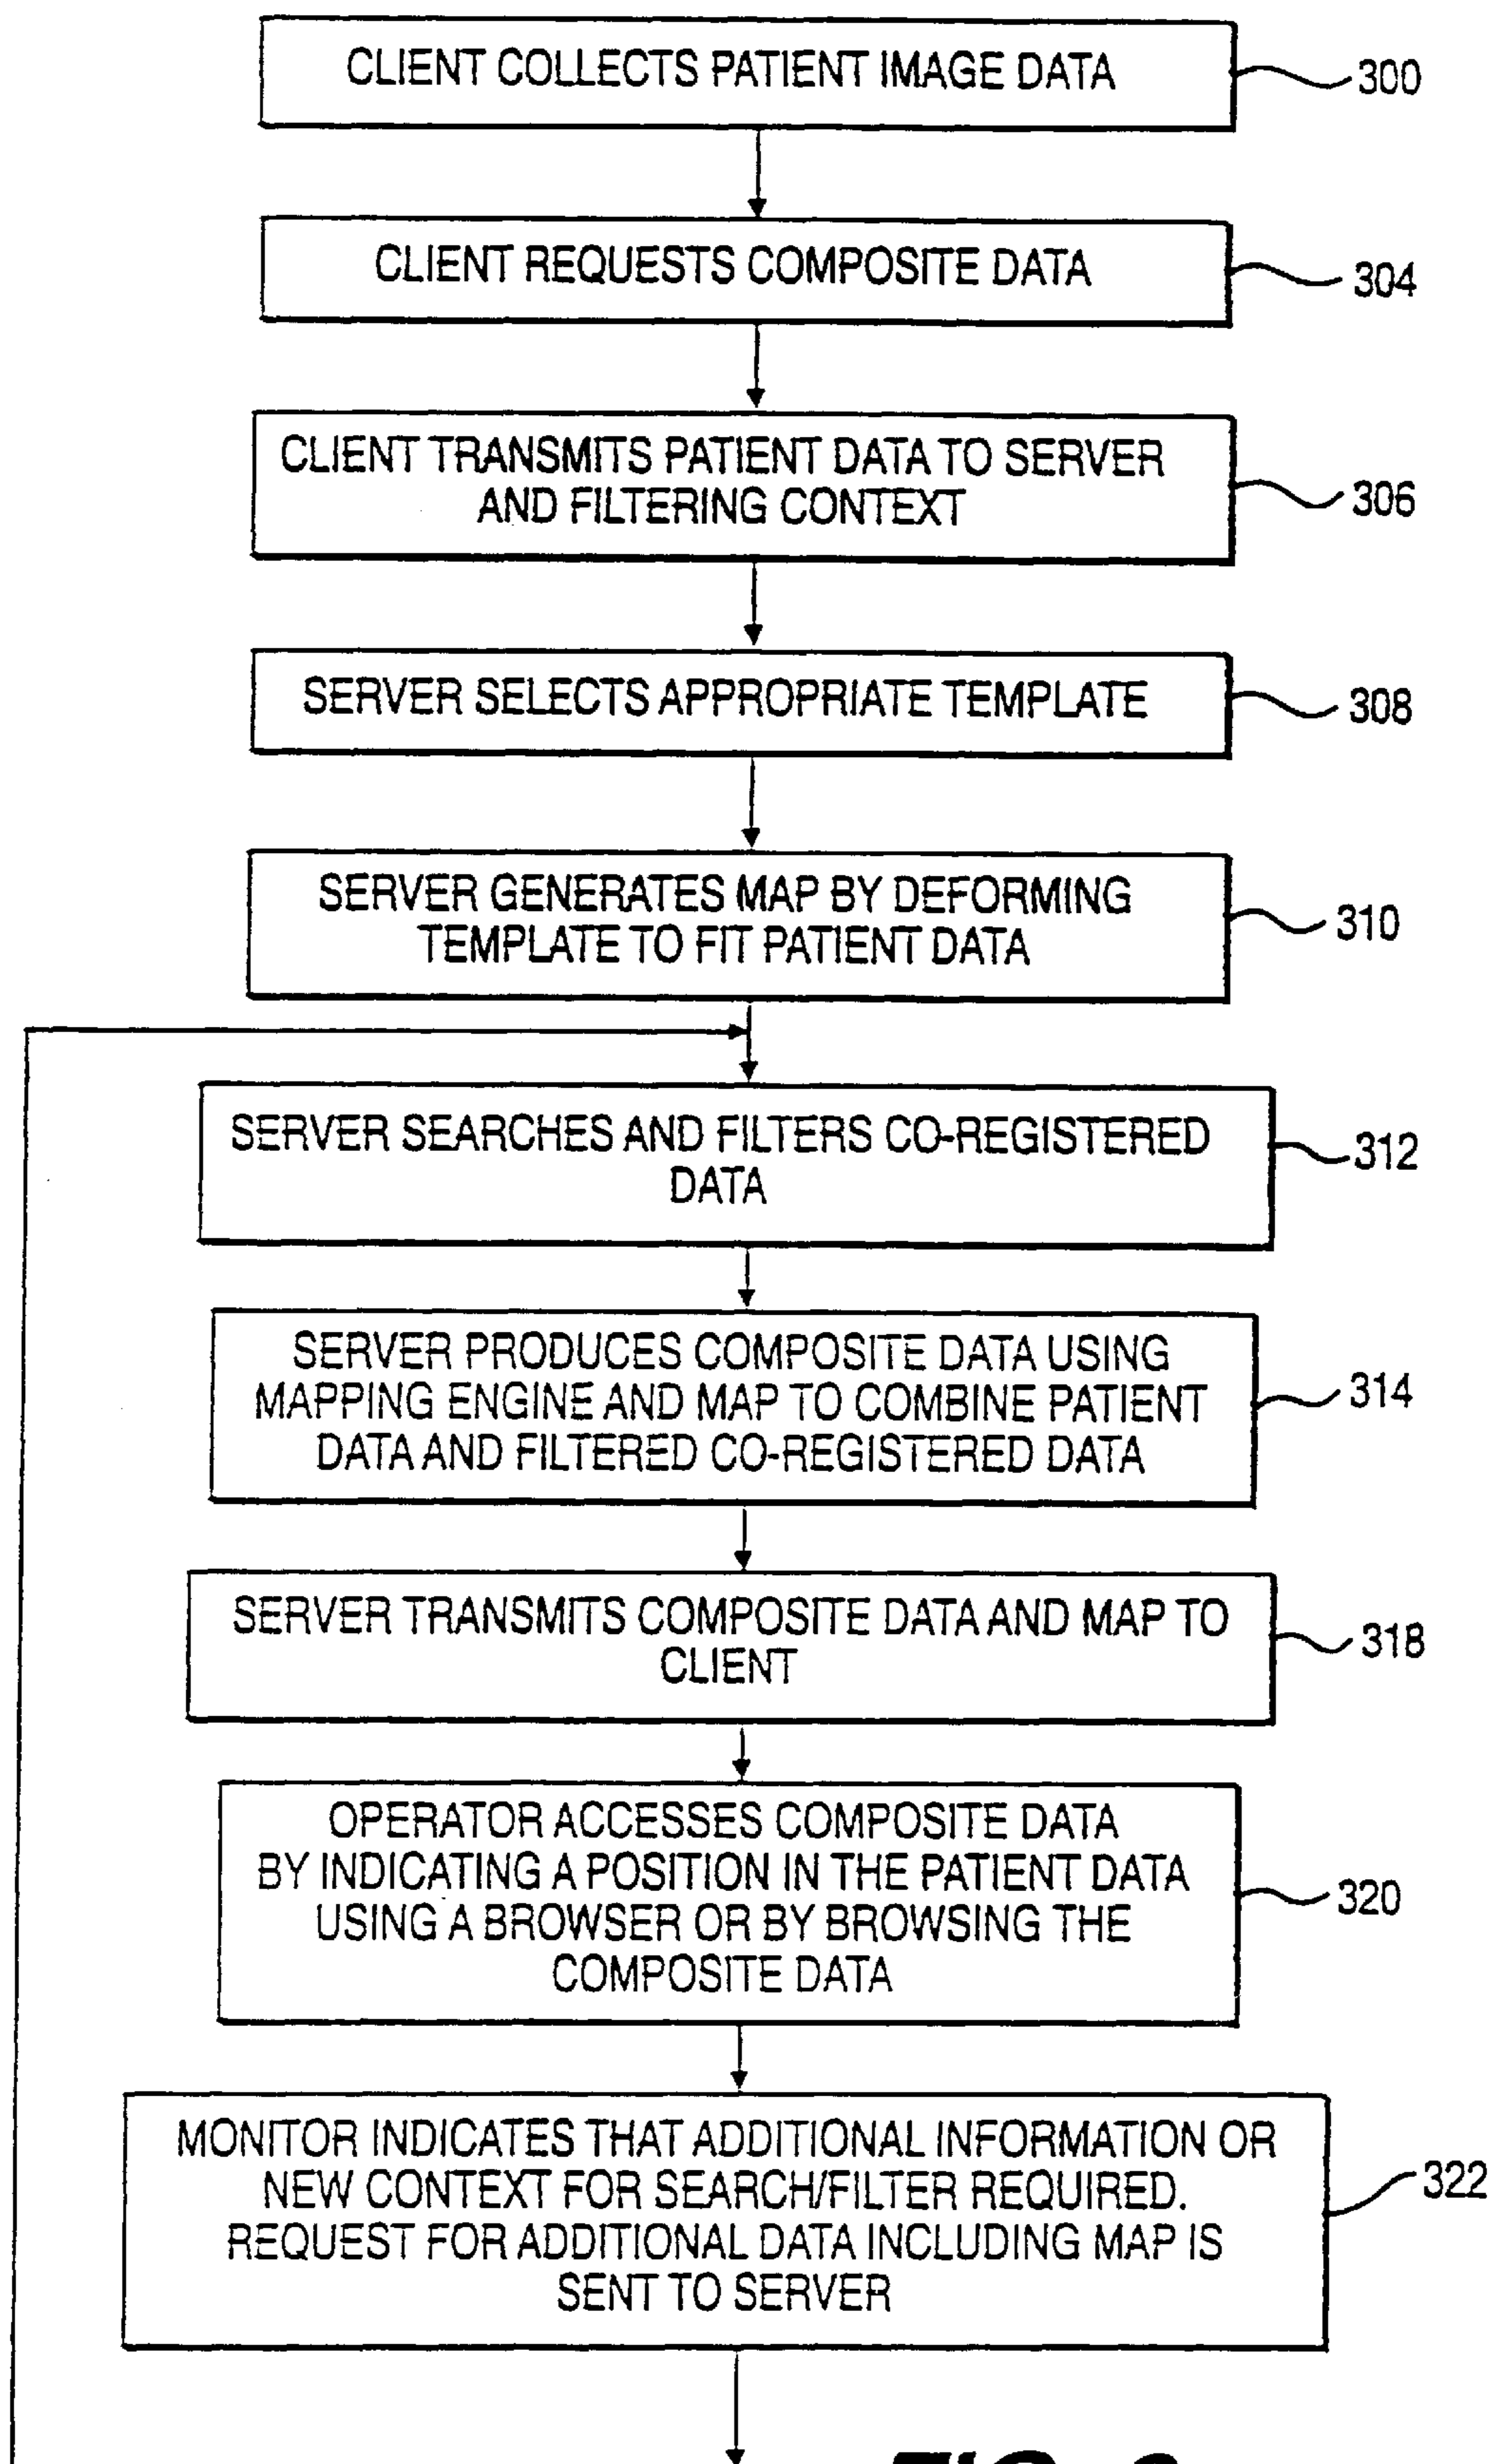 CLIENT COLLECTS PATIENT IMAGE DATA
300
CLIENT REQUESTS COMPOSITE DATA
304
CLIENT TRANSMITS PATIENT DATA TO SERVER
AND FILTERING CONTEXT
306
SERVER SELECTS APPROPRIATE TEMPLATE
308
SERVER GENERATES MAP BY DEFORMING
TEMPLATE TO FIT PATIENT DATA
310
SERVER SEARCHES AND FILTERS CO-REGISTERED
DATA
312
SERVER PRODUCES COMPOSITE DATA USING
MAPPING ENGINE AND MAP TO COMBINE PATIENT
DATA AND FILTERED CO-REGISTERED DATA
314
SERVER TRANSMITS COMPOSITE DATA AND MAP TO
CLIENT
318
OPERATOR ACCESSES COMPOSITE DATA
BY INDICATING A POSITION IN THE PATIENT DATA
USING A BROWSER OR BY BROWSING THE
COMPOSITE DATA
320
MONITOR INDICATES THAT ADDITIONAL INFORMATION OR
NEW CONTEXT FOR SEARCH/FILTER REQUIRED.
REQUEST FOR ADDITIONAL DATA INCLUDING MAP IS
SENT TO SERVER
322